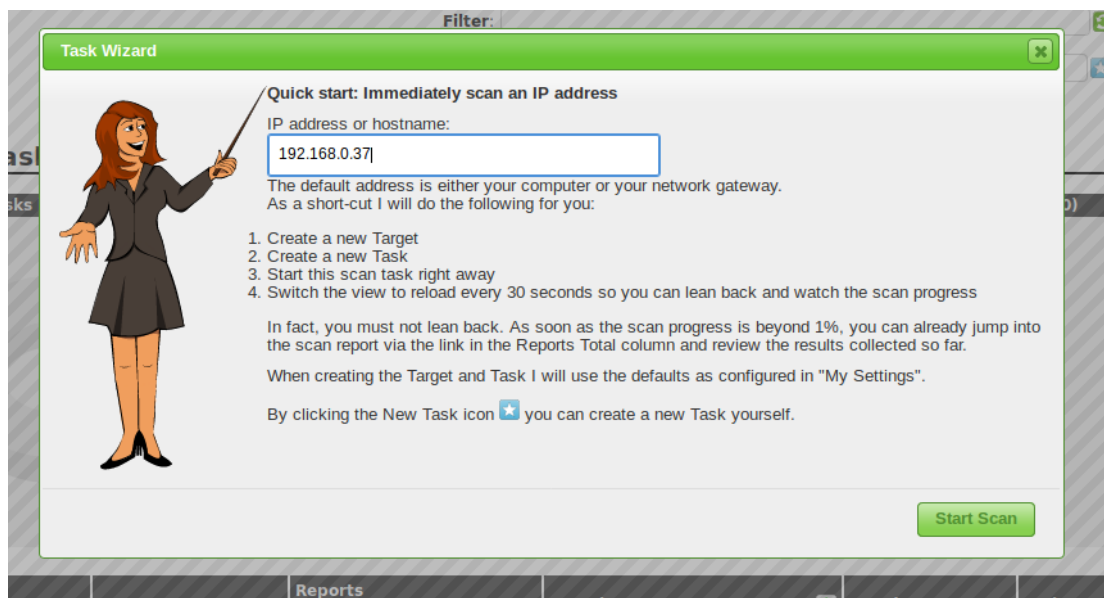 Filter:
Task Wizard
Quick start: Immediately scan an IP address
IP address or hostname:
192.168.0.37
The default address is either your computer or your network gateway.
As a short-cut I will do the following for you:
1. Create a new Target
2. Create a new Task
3. Start this scan task right away
4. Switch the view to reload every 30 seconds so you can lean back and watch the scan progress
In fact, you must not lean back. As soon as the scan progress is beyond 1%, you can already jump into
the scan report via the link in the Reports Total column and review the results collected so far.
When creating the Target and Task I will use the defaults as configured in "My Settings".
By clicking the New Task icon you can create a new Task yourself.
Start Scan
Reports